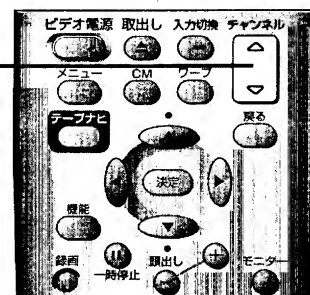 ビデオ電源 取出し 入力切換 チャンネル
メニュー CM ワープ
テープナビ 戻る
決定
機能
録画 一時停止 頭出し モニター